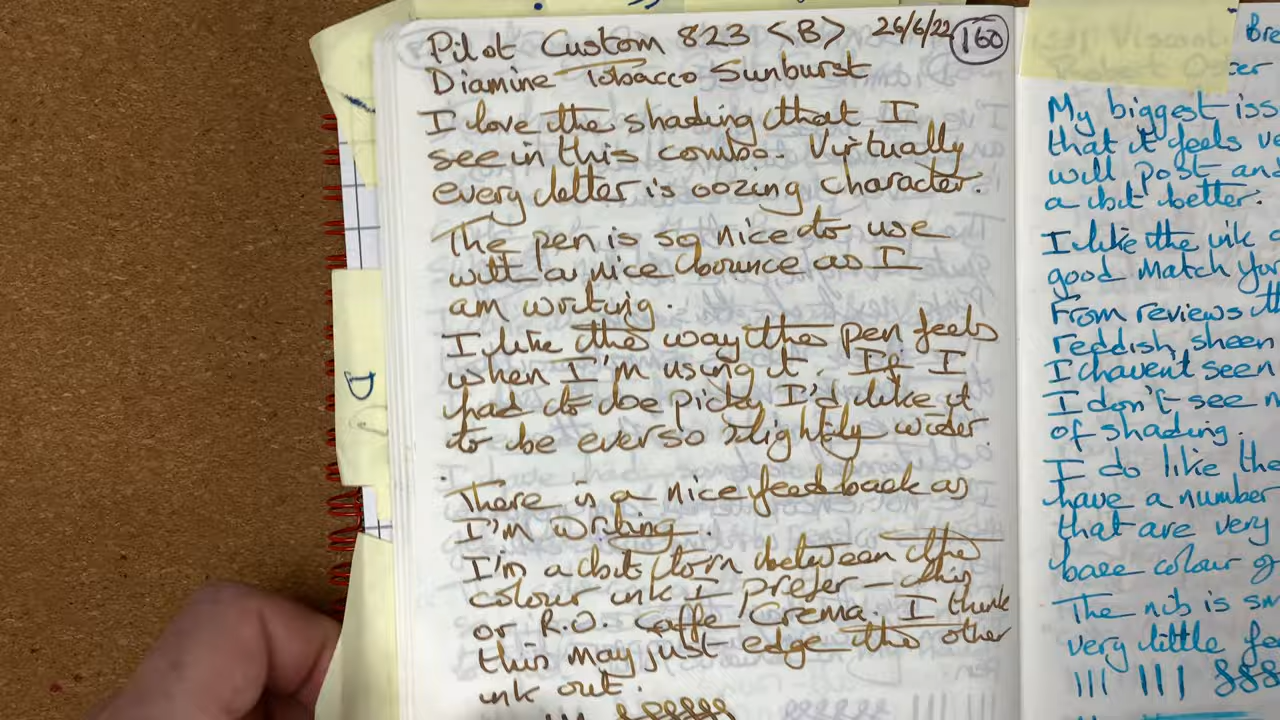 Pilot Custom 823 <B> 26/6/22 160
Diamine Tobacco Sunburst
I love the shading that I
see in this combo. Virtually
every letter is oozing character.
The pen is so nice to use
with a nice bounce as I
am writing.
I like the way the pen feels
when I'm using it. If I
had to be picky I'd like it
to be ever so slightly wider.
There is a nice feedback as
I'm writing.
I'm a bit torn between the
colour ink I prefer – this
or R.O. Caffe Crema. I think
this may just edge the other
ink out.
D
Bre
My biggest iss
that it feels ve
will post and
a bit better.
I like the ink
good match for
From reviews th
reddish sheen
I havent seen
I don't see
of shading.
I do like the
have a number
that are very
base colour of
The nib is sm
very little fe